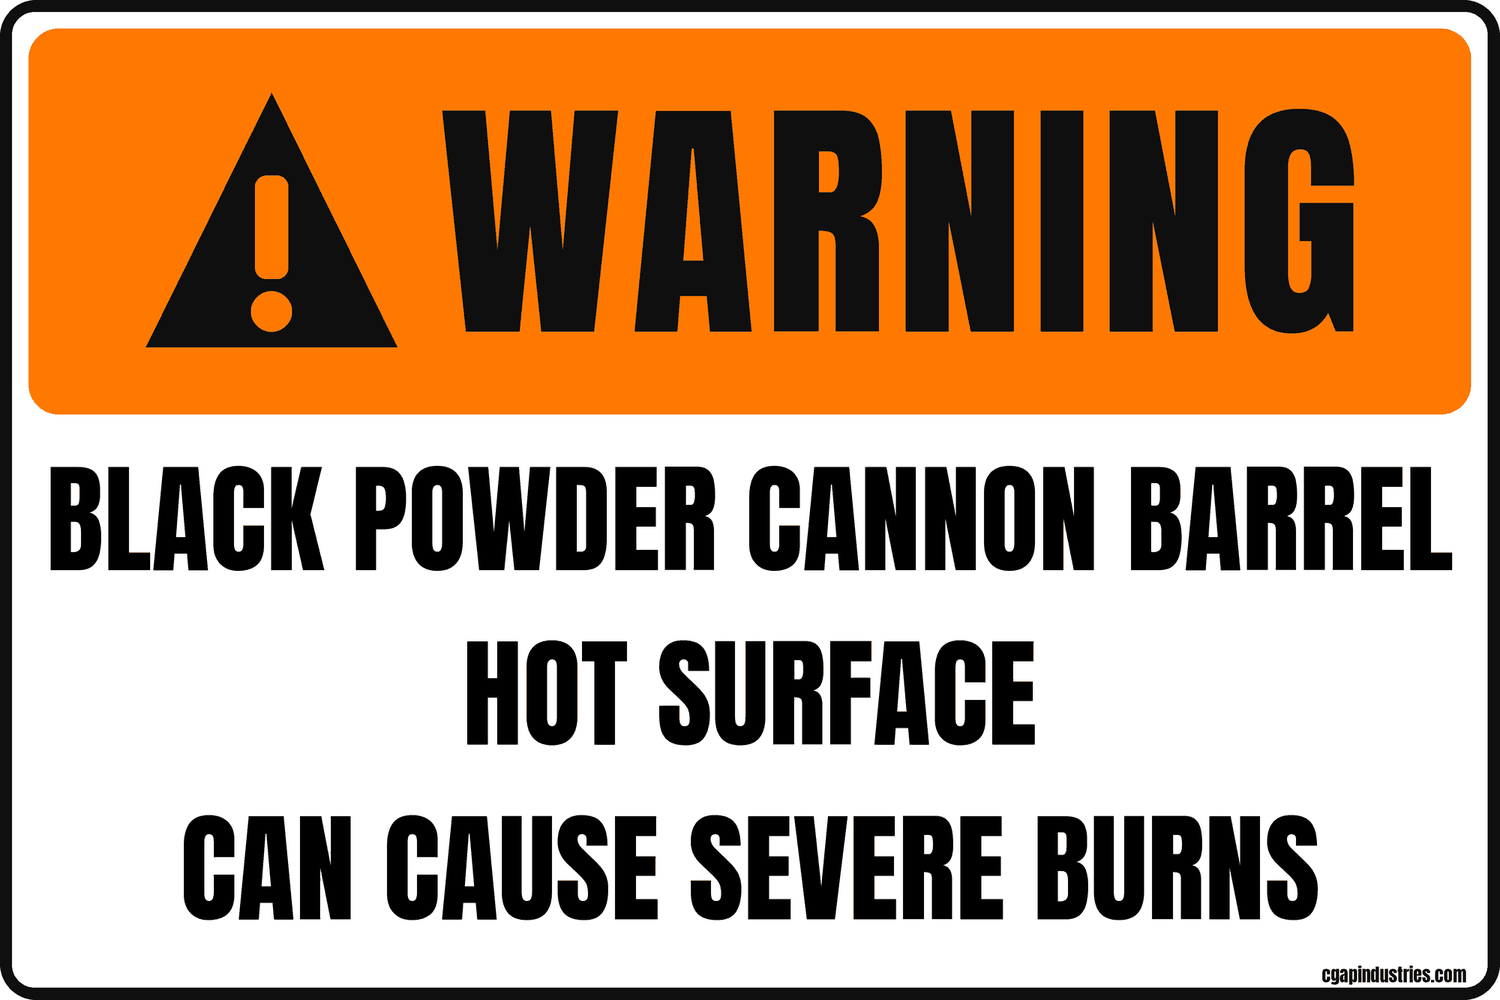 WARNING
BLACK POWDER CANNON BARREL
HOT SURFACE
CAN CAUSE SEVERE BURNS
cgapindustries.com